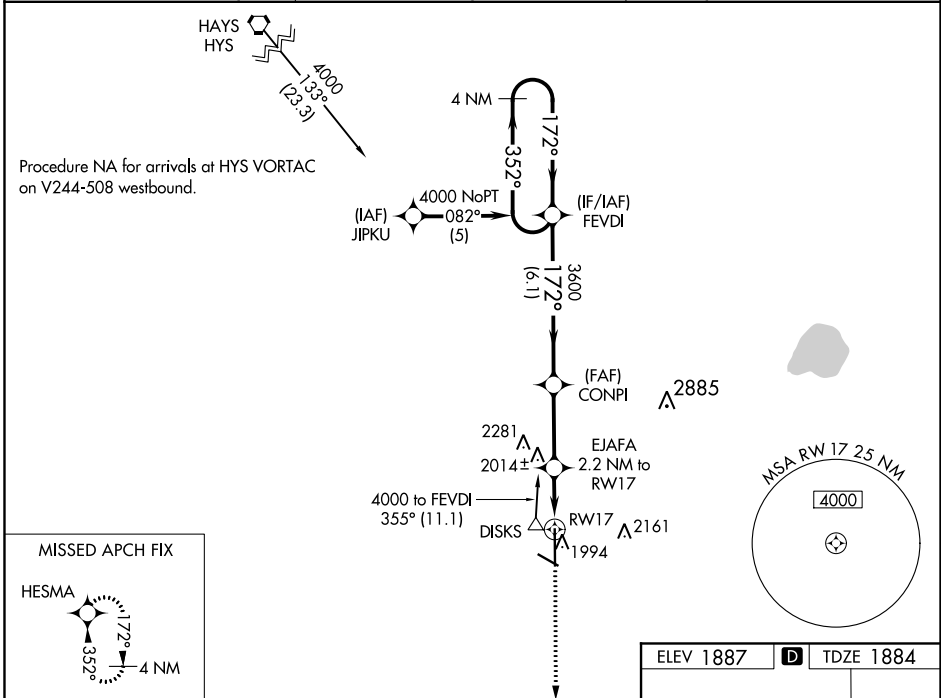 HAYS
HYS
4000
133°
(23.3)
4 NM
172°
352°
Procedure NA for arrivals at HYS VORTAC
on V244-508 westbound.
4000 NoPT
082°
(5)
(IAF)
JIPKU
(IF/IAF)
FEVDI
3600
172°
(6.1)
(FAF)
CONPI
2885
2281
2014±
EJAFA
2.2 NM to
RW17
4000 to FEVDI
355° (11.1)
DISKS
RW17
2161
1994
MSA RW 17 25 NM
4000
MISSED APCH FIX
HESMA
172°
352°
4 NM
ELEV 1887 D TDZE 1884